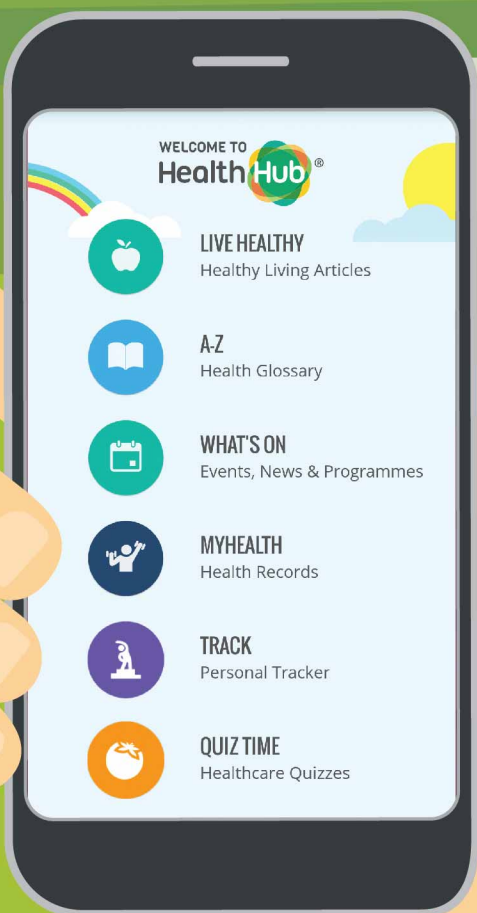 WELCOME TO
HealthHub®
LIVE HEALTHY
Healthy Living Articles
A-Z
Health Glossary
WHAT'S ON
Events, News & Programmes
MYHEALTH
Health Records
TRACK
Personal Tracker
QUIZ TIME
Healthcare Quizzes